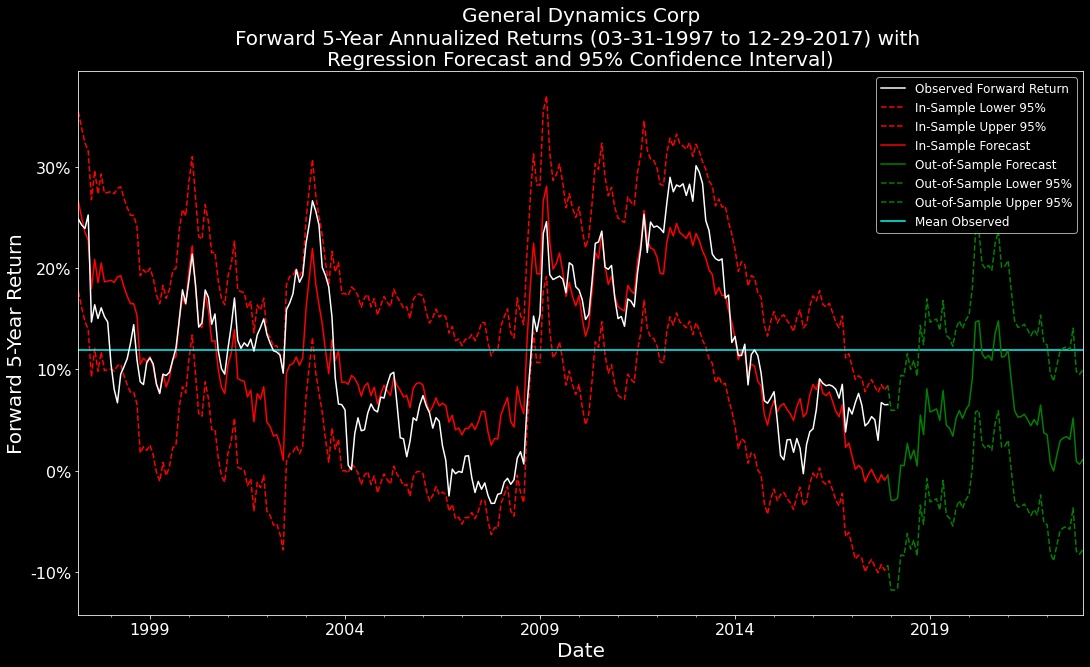 General Dynamics Corp
Forward 5-Year Annualized Returns (03-31-1997 to 12-29-2017) with
Regression Forecast and 95% Confidence Interval)
Observed Forward Return
In-Sample Lower 95%
In-Sample Upper 95%
In-Sample Forecast
Out-of-Sample Forecast
Out-of-Sample Lower 95%
Out-of-Sample Upper 95%
Mean Observed
Forward 5-Year Return
30%
20%
10%
0%
-10%
1999
2004
2009
2014
2019
Date